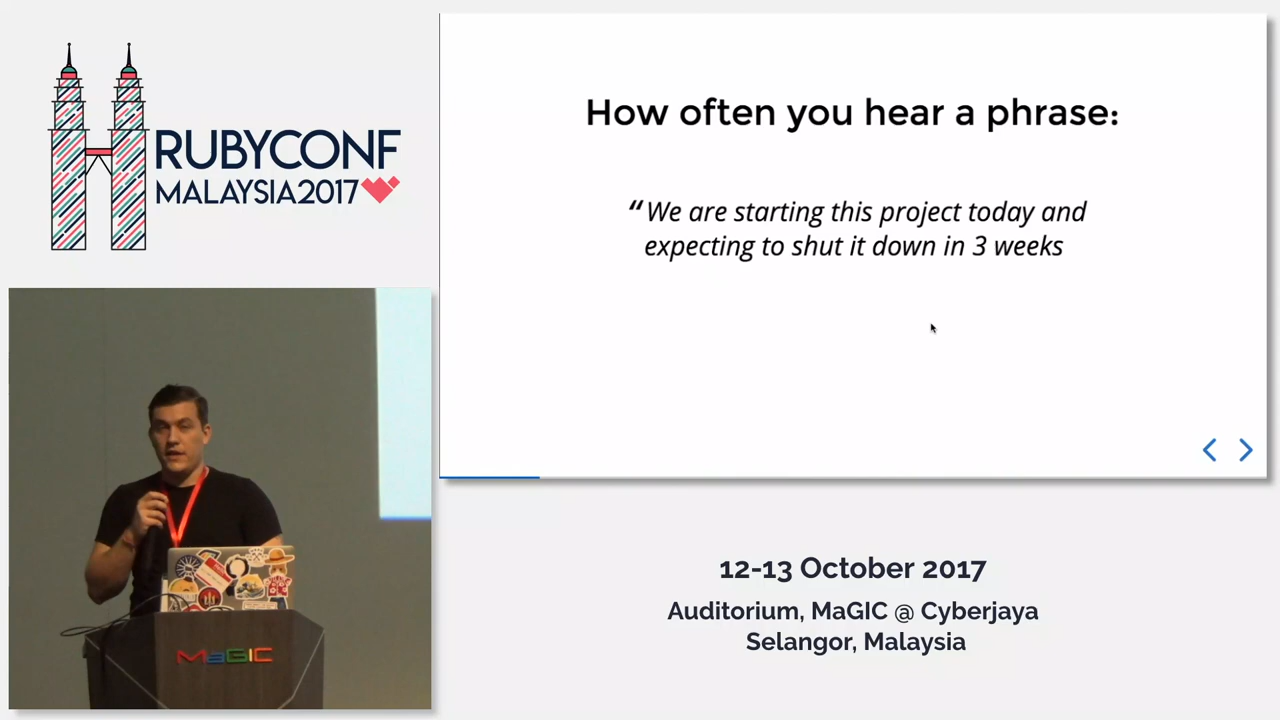 RUBYCONF
MALAYSIA2017
How often you hear a phrase:
“We are starting this project today and
expecting to shut it down in 3 weeks
12-13 October 2017
Auditorium, MaGIC @ Cyberjaya
Selangor, Malaysia
MaGIC